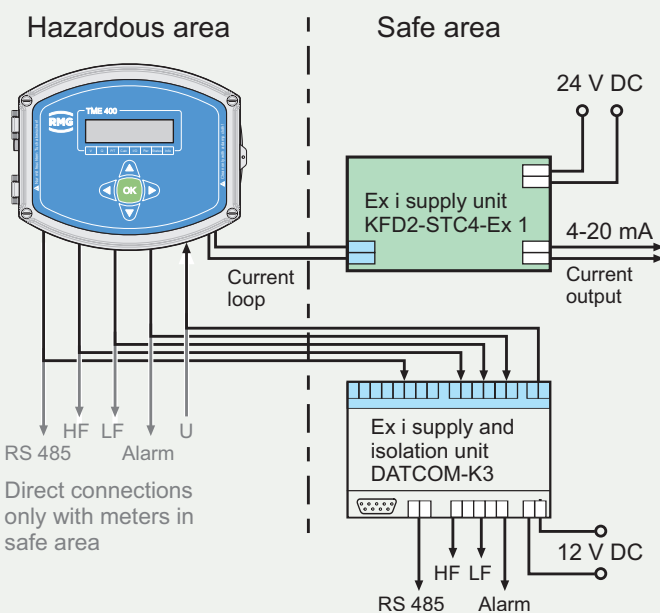 Hazardous area
Safe area
RMG
TME 400
OK
24 V DC
Ex i supply unit
KFD2-STC4-Ex 1
4-20 mA
Current
output
Current
loop
RS 485
HF
LF
Alarm
U
Direct connections
only with meters in
safe area
Ex i supply and
isolation unit
DATCOM-K3
12 V DC
HF
LF
RS 485
Alarm